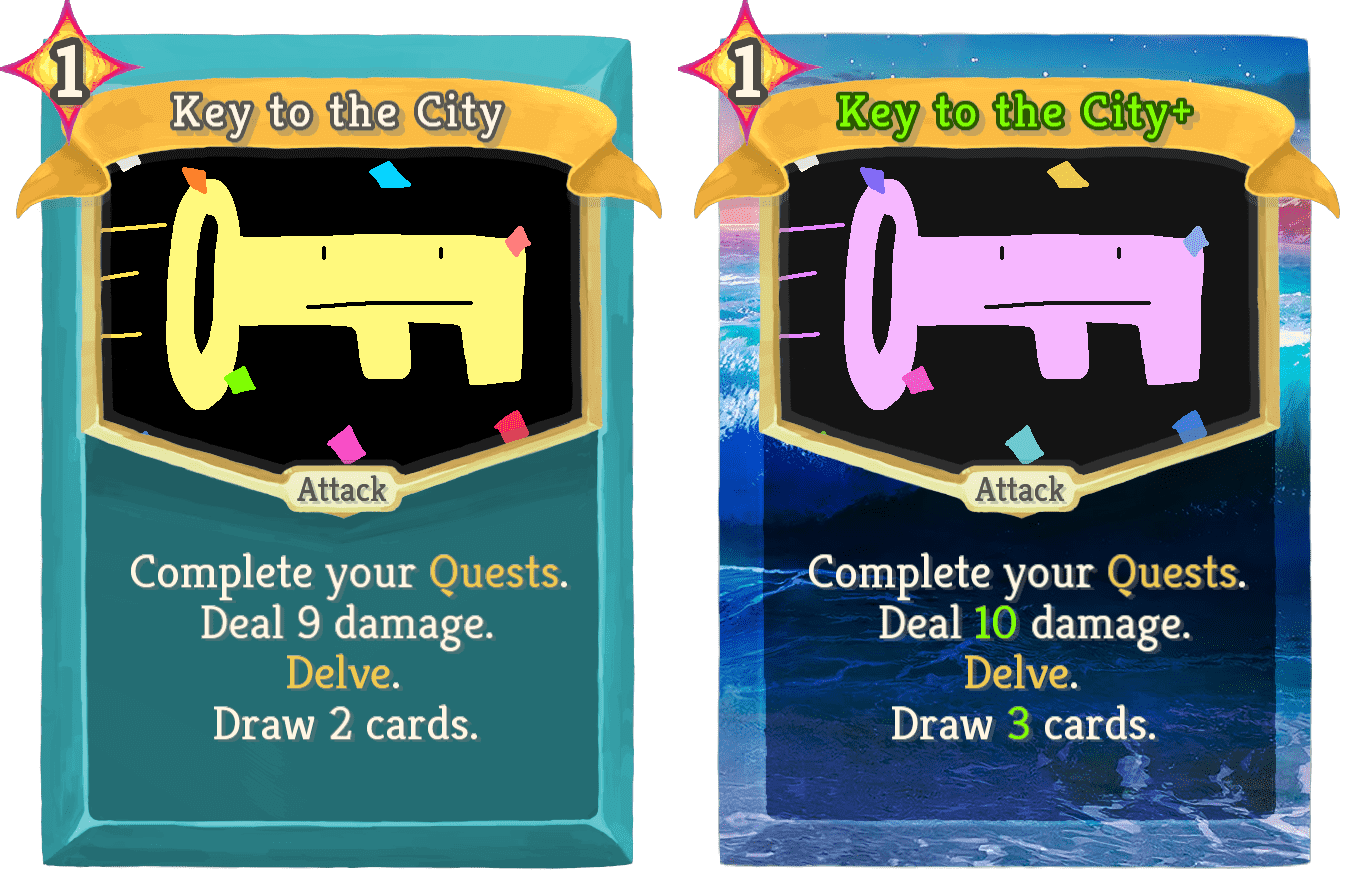 1
Key to the City
Attack
Complete your Quests.
Deal 9 damage.
Delve.
Draw 2 cards.
1
Key to the City+
Attack
Complete your Quests.
Deal 10 damage.
Delve.
Draw 3 cards.